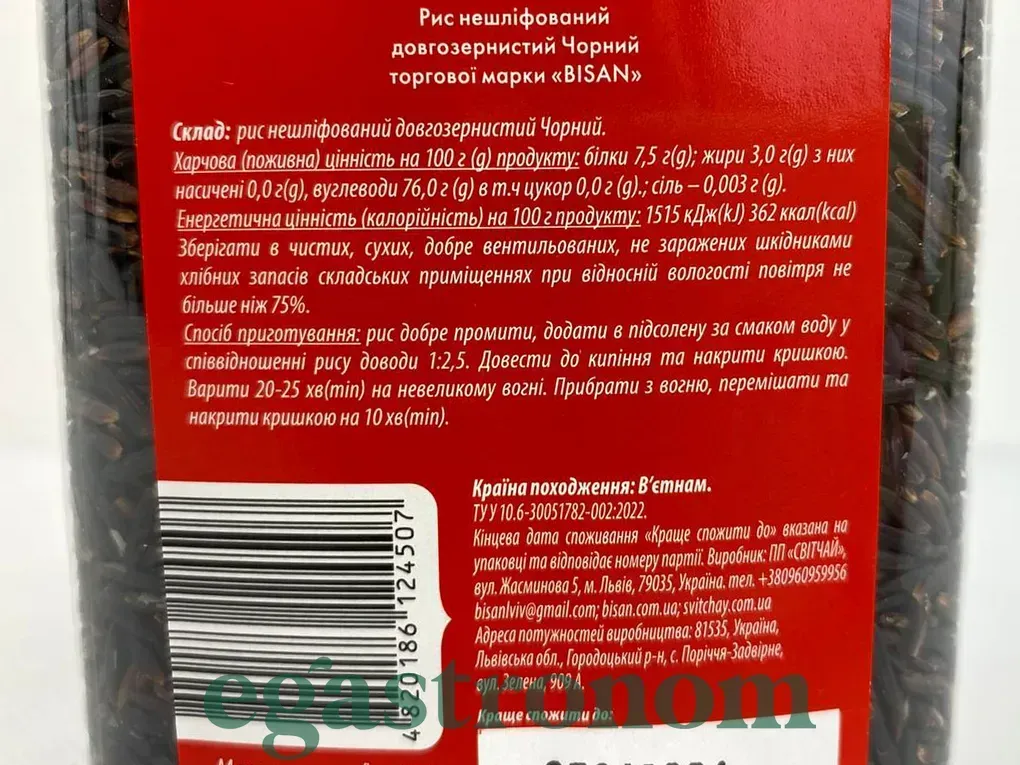 Рис нешліфований
довгозернистий Чорний
торгової марки «BISAN»
Склад: рис нешліфований довгозернистий Чорний.
Харчова (поживна) цінність на 100 г (g) продукту: білки 7,5 г(g); жири 3,0 г(g) з них
насичені 0,0 г(g), вуглеводи 76,0 г (g) в т.ч цукор 0,0 г (g).; сіль – 0,003 г (g).
Енергетична цінність (калорійність) на 100 г продукту: 1515 кДж(kJ) 362 ккал(kcal)
Зберігати в чистих, сухих, добре вентильованих, не заражених шкідниками
хлібних запасів складських приміщеннях при відносній вологості повітря не
більше ніж 75%.
Спосіб приготування: рис добре промити, додати в підсолену за смаком воду у
співвідношенні рису доводи 1:2,5. Довести до кипіння та накрити кришкою.
Варити 20-25 хв(min) на невеликому вогні. Прибрати з вогню, перемішати та
накрити кришкою на 10 хв(min).
Країна походження: В'єтнам.
ТУ У 10.6-30051782-002:2022.
Кінцева дата споживання «Краще спожити до» вказана на
упаковці та відповідає номеру партії. Виробник: ПП «СВІТЧАЙ»,
вул. Жасминова 5, м. Львів, 79035, Україна. тел. +380960959956
bisanlviv@gmail.com; bisan.com.ua; svitchay.com.ua
Адреса потужностей виробництва: 81535, Україна,
Львівська обл., Городоцький р-н, с. Поріччя-Задвірне,
вул. Зелена, 909 А.
Краще спожити до:
4820186124507
egastronom